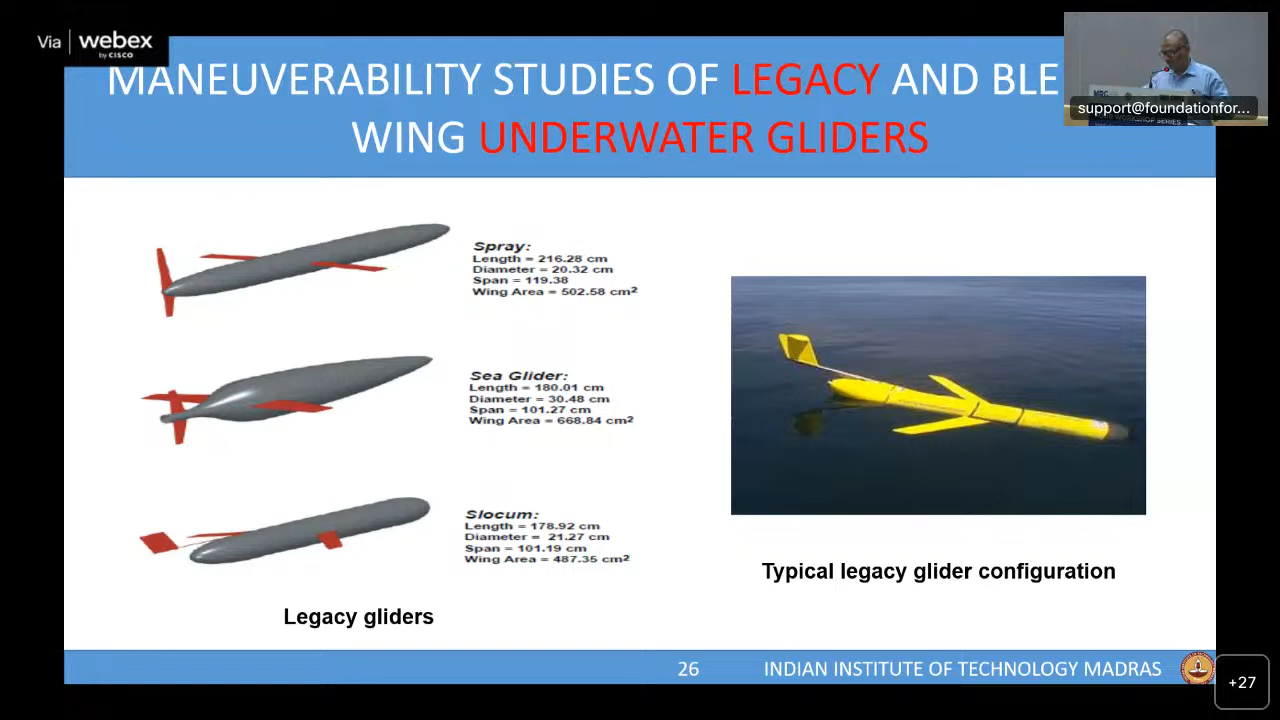 Via webex
by CISCO
MANEUVERABILITY STUDIES OF LEGACY AND BLE
WING UNDERWATER GLIDERS
support@foundationfor...
Spray:
Length = 216.28 cm
Diameter = 20.32 cm
Span = 119.38
Wing Area = 502.58 cm²
Sea Glider:
Length = 180.01 cm
Diameter = 30.48 cm
Span = 101.27 cm
Wing Area = 668.84 cm²
Slocum:
Length = 178.92 cm
Diameter = 21.27 cm
Span = 101.19 cm
Wing Area = 487.35 cm²
Legacy gliders
Typical legacy glider configuration
26 INDIAN INSTITUTE OF TECHNOLOGY MADRAS
+27